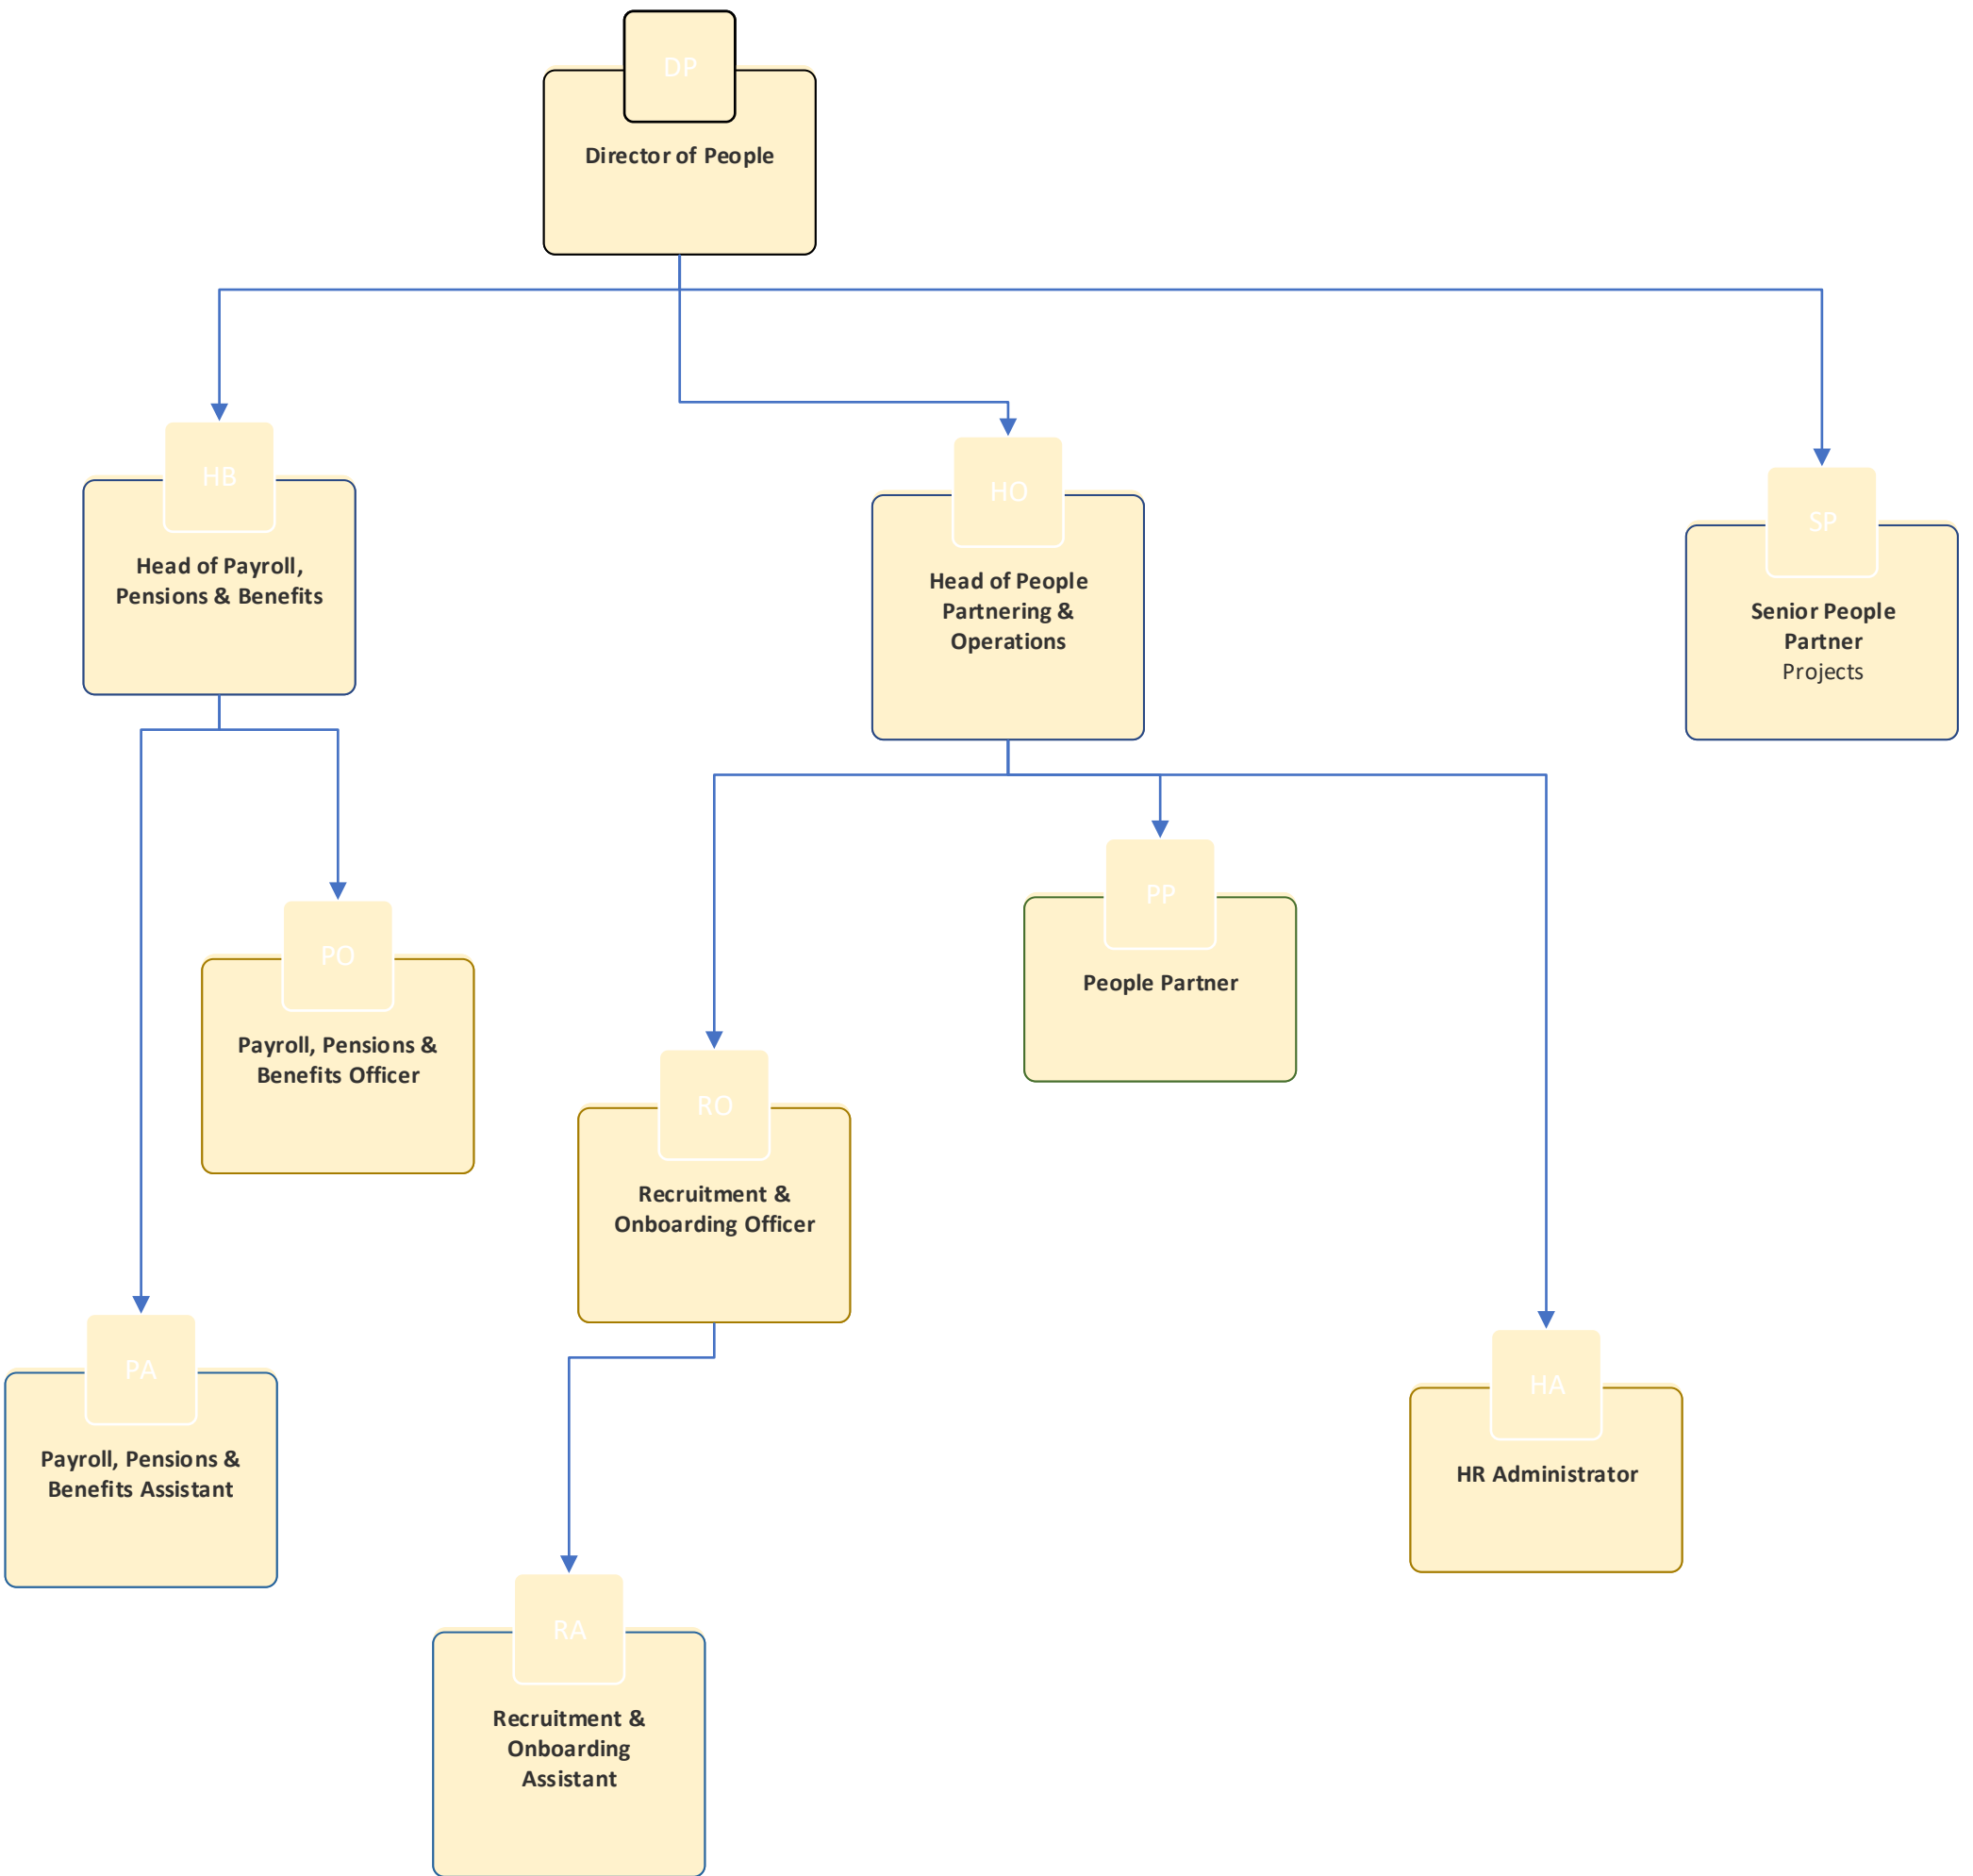 DP
Director of People
HB
Head of Payroll,
Pensions & Benefits
HO
Head of People
Partnering &
Operations
SP
Senior People
Partner
Projects
PO
Payroll, Pensions &
Benefits Officer
PP
People Partner
RO
Recruitment &
Onboarding Officer
PA
Payroll, Pensions &
Benefits Assistant
HA
HR Administrator
RA
Recruitment &
Onboarding
Assistant